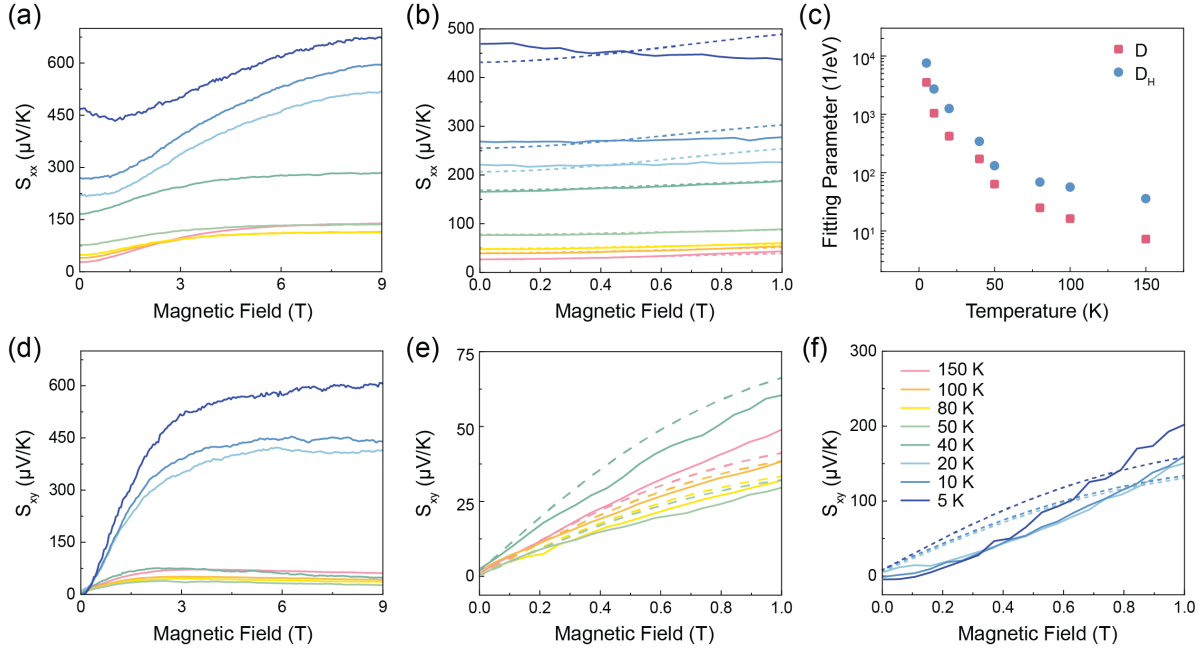 (a)
S_xx (μV/K)
600
450
300
150
0
0
3
6
9
Magnetic Field (T)
(b)
S_xx (μV/K)
500
400
300
200
100
0
0.0
0.2
0.4
0.6
0.8
1.0
Magnetic Field (T)
(c)
Fitting Parameter (1/eV)
10^4
10^3
10^2
10^1
D
D_H
0
50
100
150
Temperature (K)
(d)
S_xy (μV/K)
600
450
300
150
0
0
3
6
9
Magnetic Field (T)
(e)
S_xy (μV/K)
75
50
25
0
0.0
0.2
0.4
0.6
0.8
1.0
Magnetic Field (T)
(f)
S_xy (μV/K)
300
200
100
0
150 K
100 K
80 K
50 K
40 K
20 K
10 K
5 K
0.0
0.2
0.4
0.6
0.8
1.0
Magnetic Field (T)